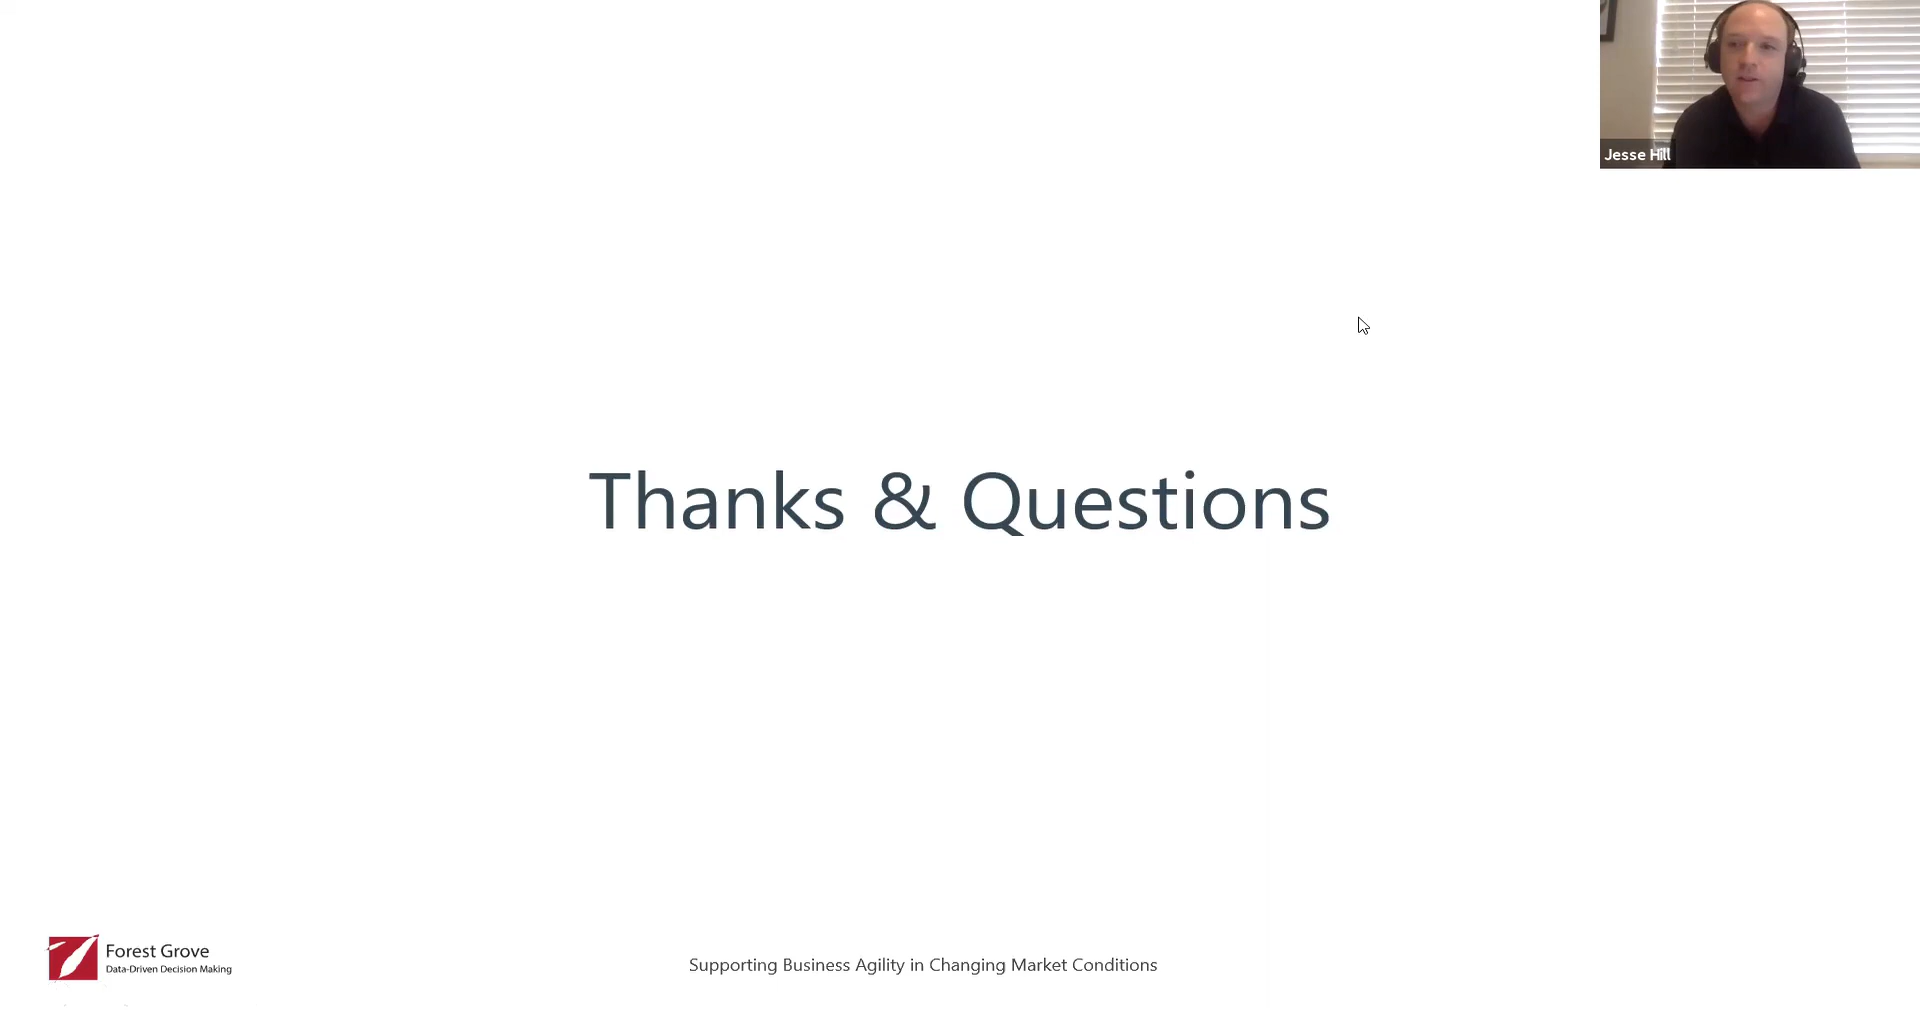 Jesse Hill
Thanks & Questions
Forest Grove
Data-Driven Decision Making
Supporting Business Agility in Changing Market Conditions